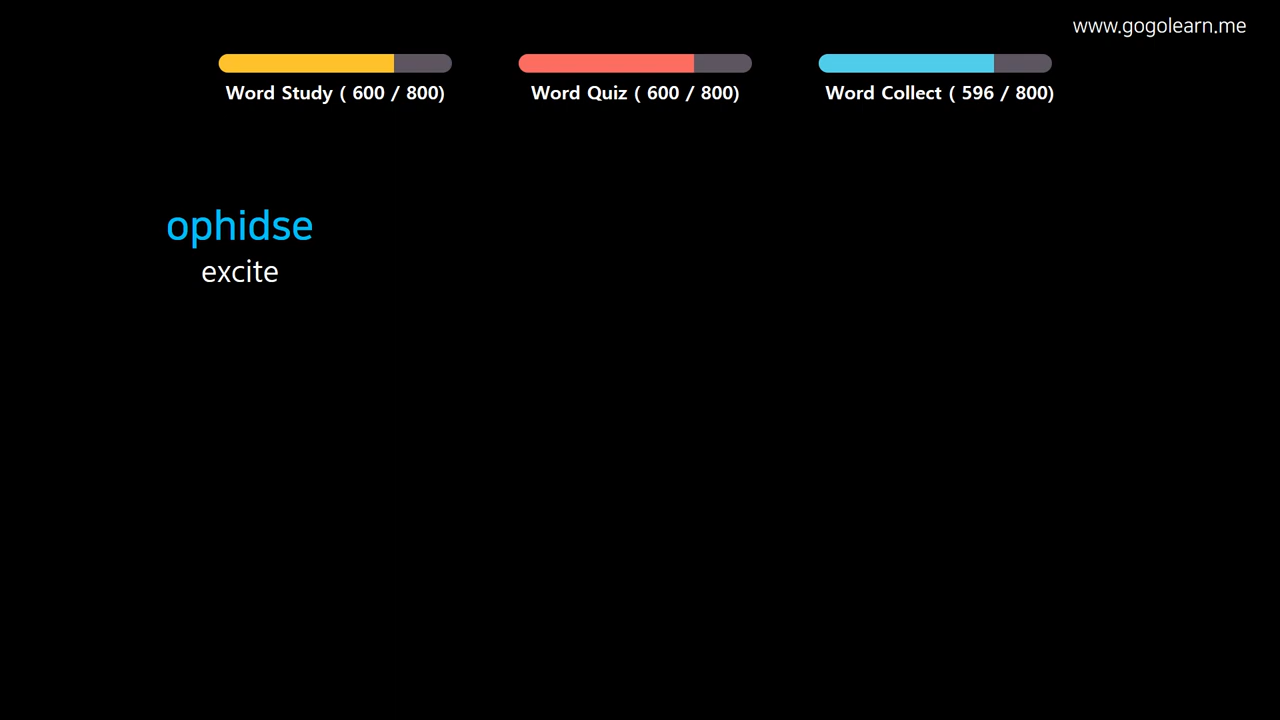 www.gogolearn.me
Word Study ( 600 / 800)
Word Quiz ( 600 / 800)
Word Collect ( 596 / 800)
ophidse
excite